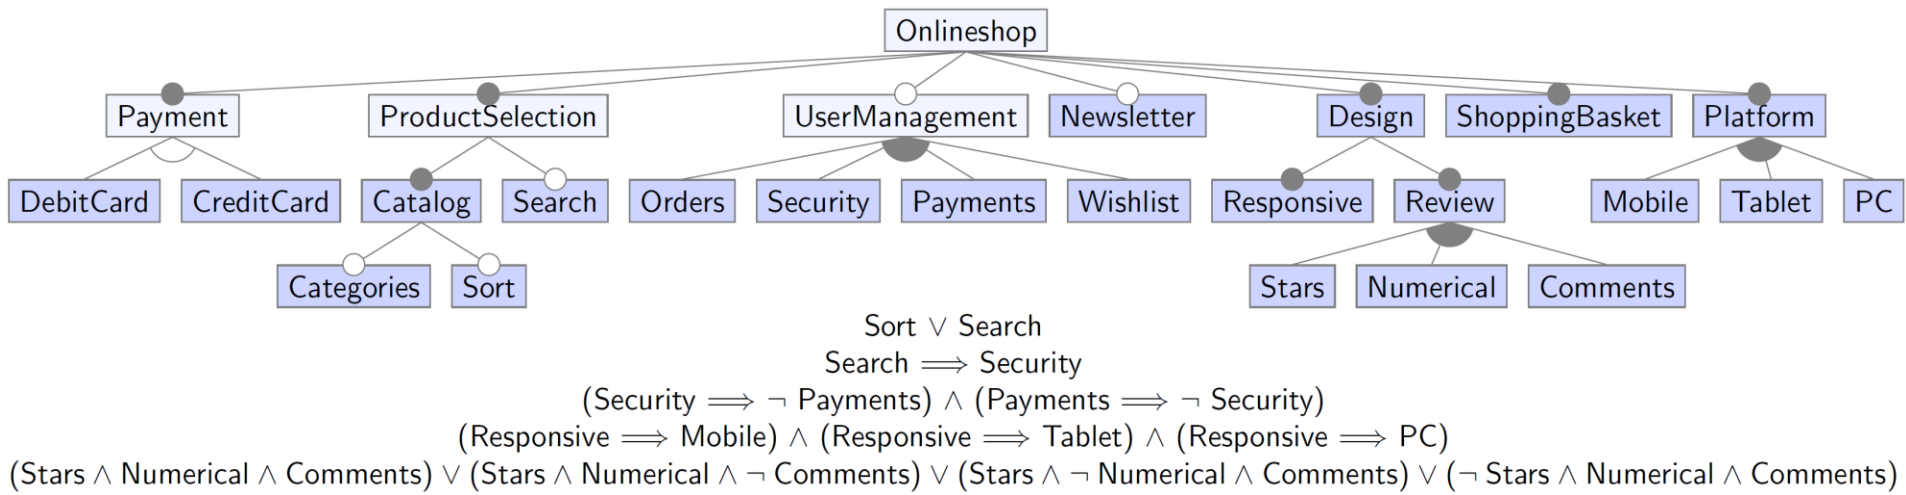 Onlineshop
Payment ProductSelection UserManagement Newsletter Design ShoppingBasket Platform
DebitCard CreditCard Catalog Search Orders Security Payments Wishlist Responsive Review Mobile Tablet PC
Categories Sort Stars Numerical Comments
Sort ∨ Search
Search ⟹ Security
(Security ⟹ ¬ Payments) ∧ (Payments ⟹ ¬ Security)
(Responsive ⟹ Mobile) ∧ (Responsive ⟹ Tablet) ∧ (Responsive ⟹ PC)
(Stars ∧ Numerical ∧ Comments) ∨ (Stars ∧ Numerical ∧ ¬ Comments) ∨ (Stars ∧ ¬ Numerical ∧ Comments) ∨ (¬ Stars ∧ Numerical ∧ Comments)